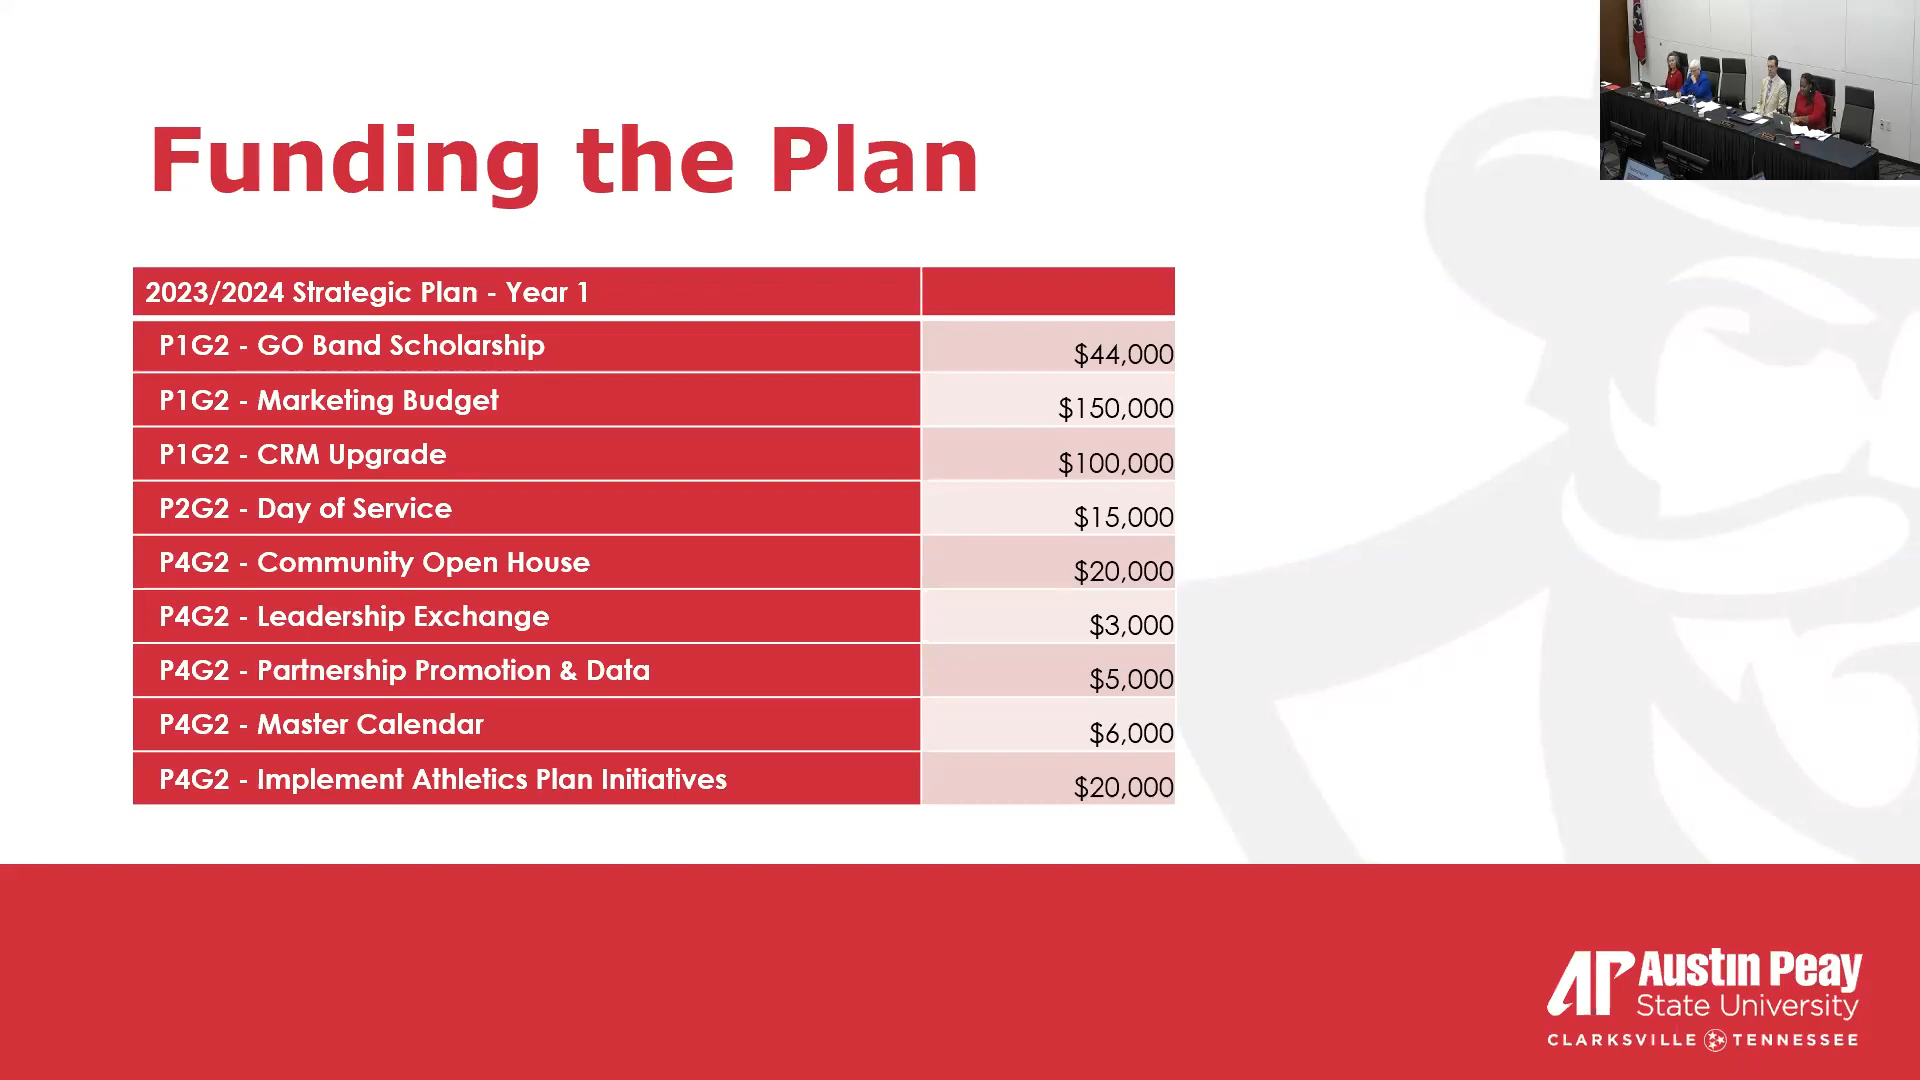 Funding the Plan
2023/2024 Strategic Plan - Year 1
P1G2 - GO Band Scholarship $44,000
P1G2 - Marketing Budget $150,000
P1G2 - CRM Upgrade $100,000
P2G2 - Day of Service $15,000
P4G2 - Community Open House $20,000
P4G2 - Leadership Exchange $3,000
P4G2 - Partnership Promotion & Data $5,000
P4G2 - Master Calendar $6,000
P4G2 - Implement Athletics Plan Initiatives $20,000
AP Austin Peay
State University
CLARKSVILLE TENNESSEE